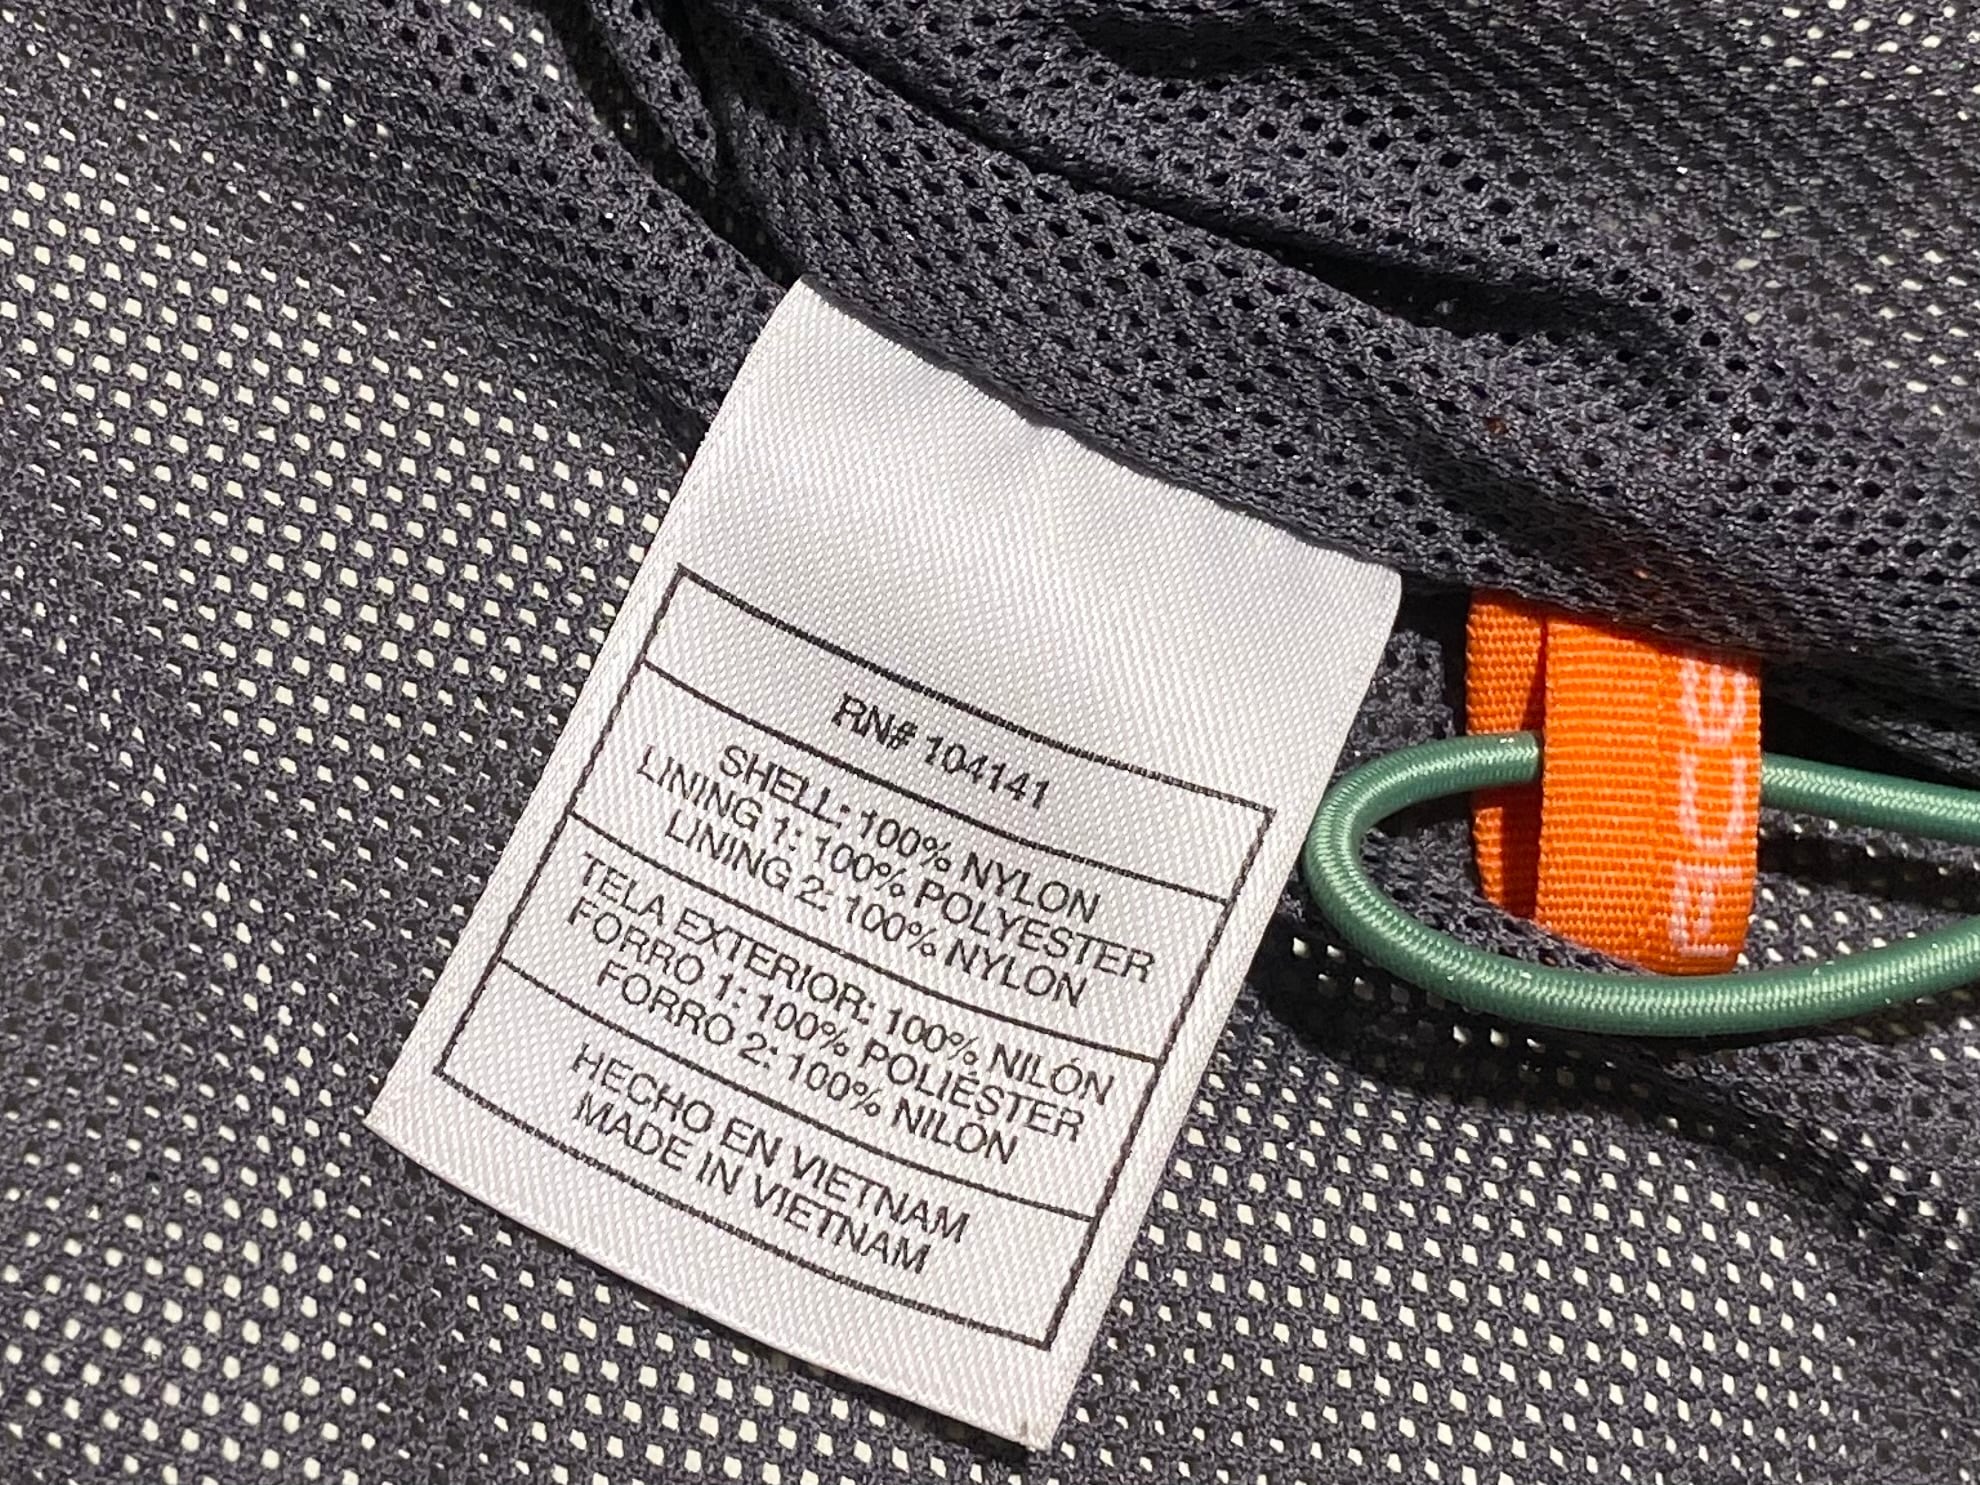 RN# 104141
SHELL: 100% NYLON
LINING 1: 100% POLYESTER
LINING 2: 100% NYLON
TELA EXTERIOR: 100% NILÓN
FORRO 1: 100% POLIÉSTER
FORRO 2: 100% NILÓN
HECHO EN VIETNAM
MADE IN VIETNAM